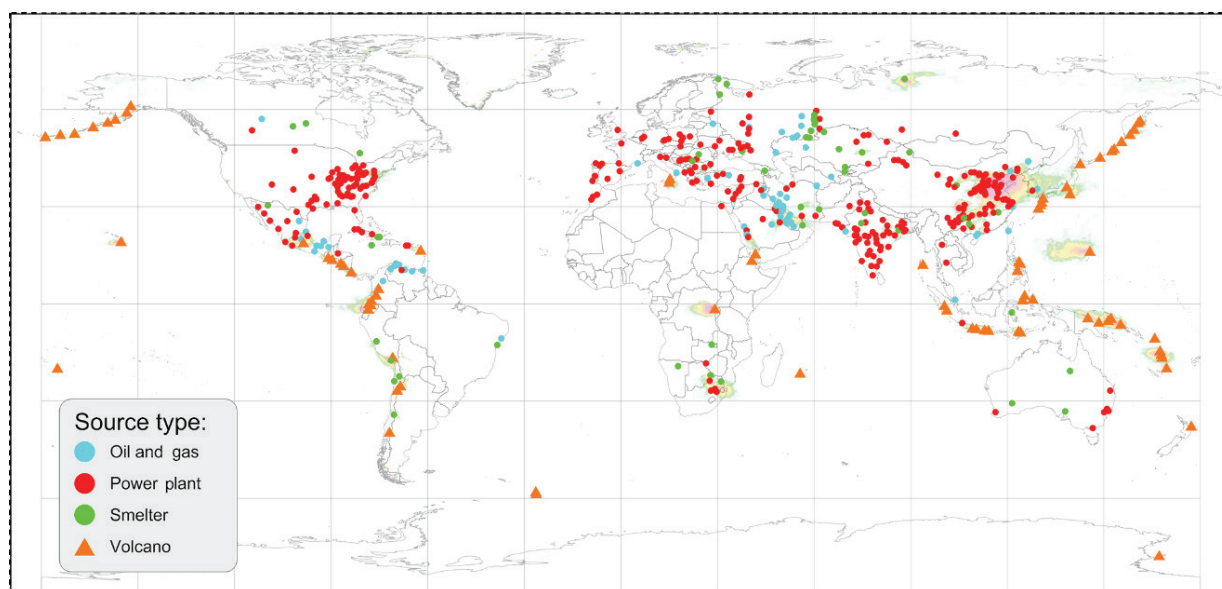 Source type:
Oil and gas
Power plant
Smelter
Volcano